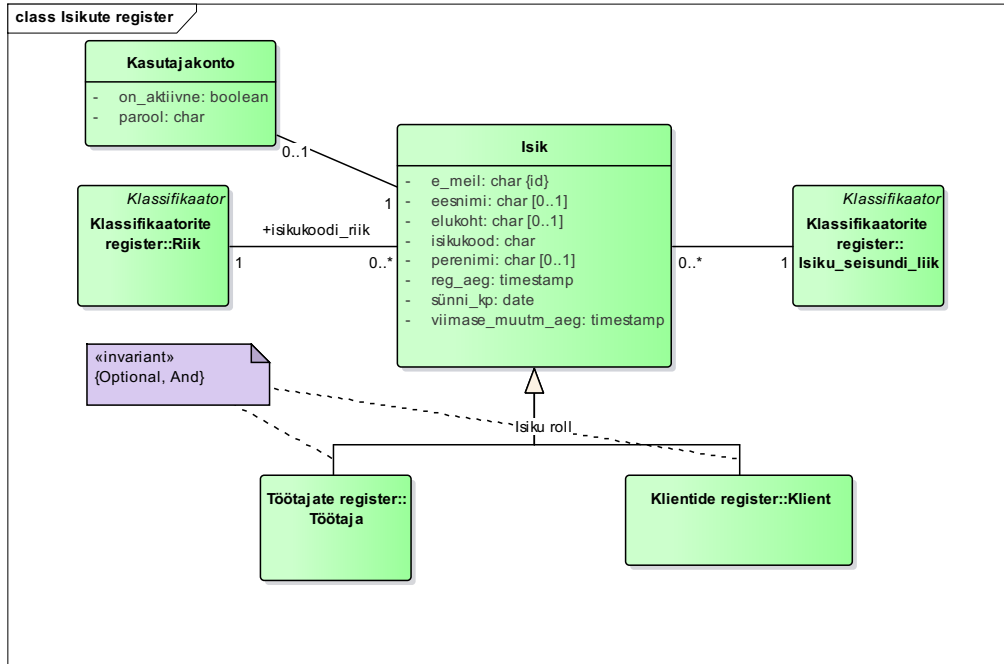 class Isikute register
Kasutajakonto
- on_aktiivne: boolean
- parool: char
0..1
1
Isik
- e_meil: char {id}
- eesnimi: char [0..1]
- elukoht: char [0..1]
- isikukood: char
- perenimi: char [0..1]
- reg_aeg: timestamp
- sünni_kp: date
- viimase_muutm_aeg: timestamp
Klassifikaator
Klassifikaatorite
register::Riik
+isikukoodi_riik
1
0..*
Klassifikaator
Klassifikaatorite
register::
Isiku_seisundi_liik
0..*
1
«invariant»
{Optional, And}
Isiku roll
Töötajate register::
Töötaja
Klientide register::Klient